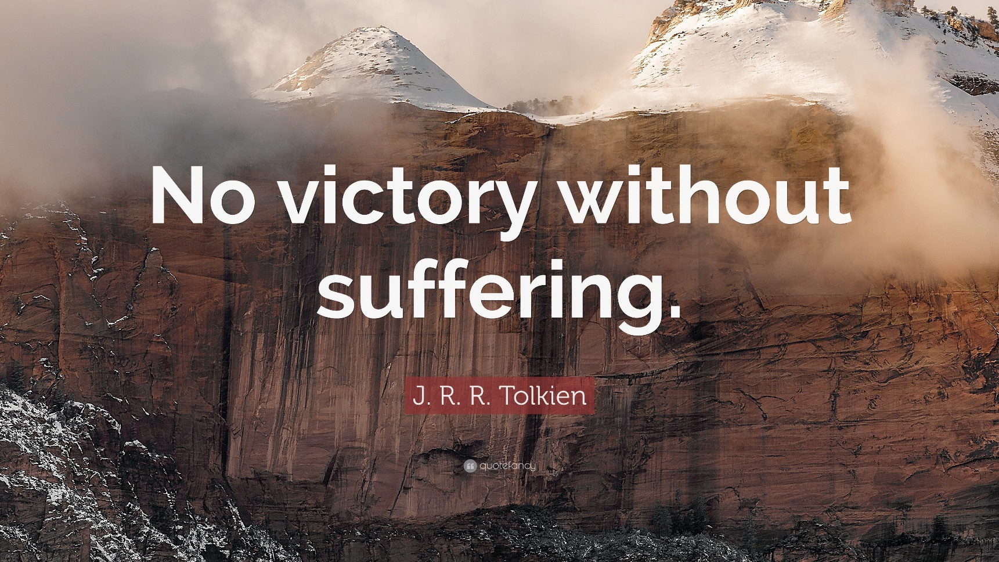 No victory without
suffering.
J. R. R. Tolkien
quotefancy